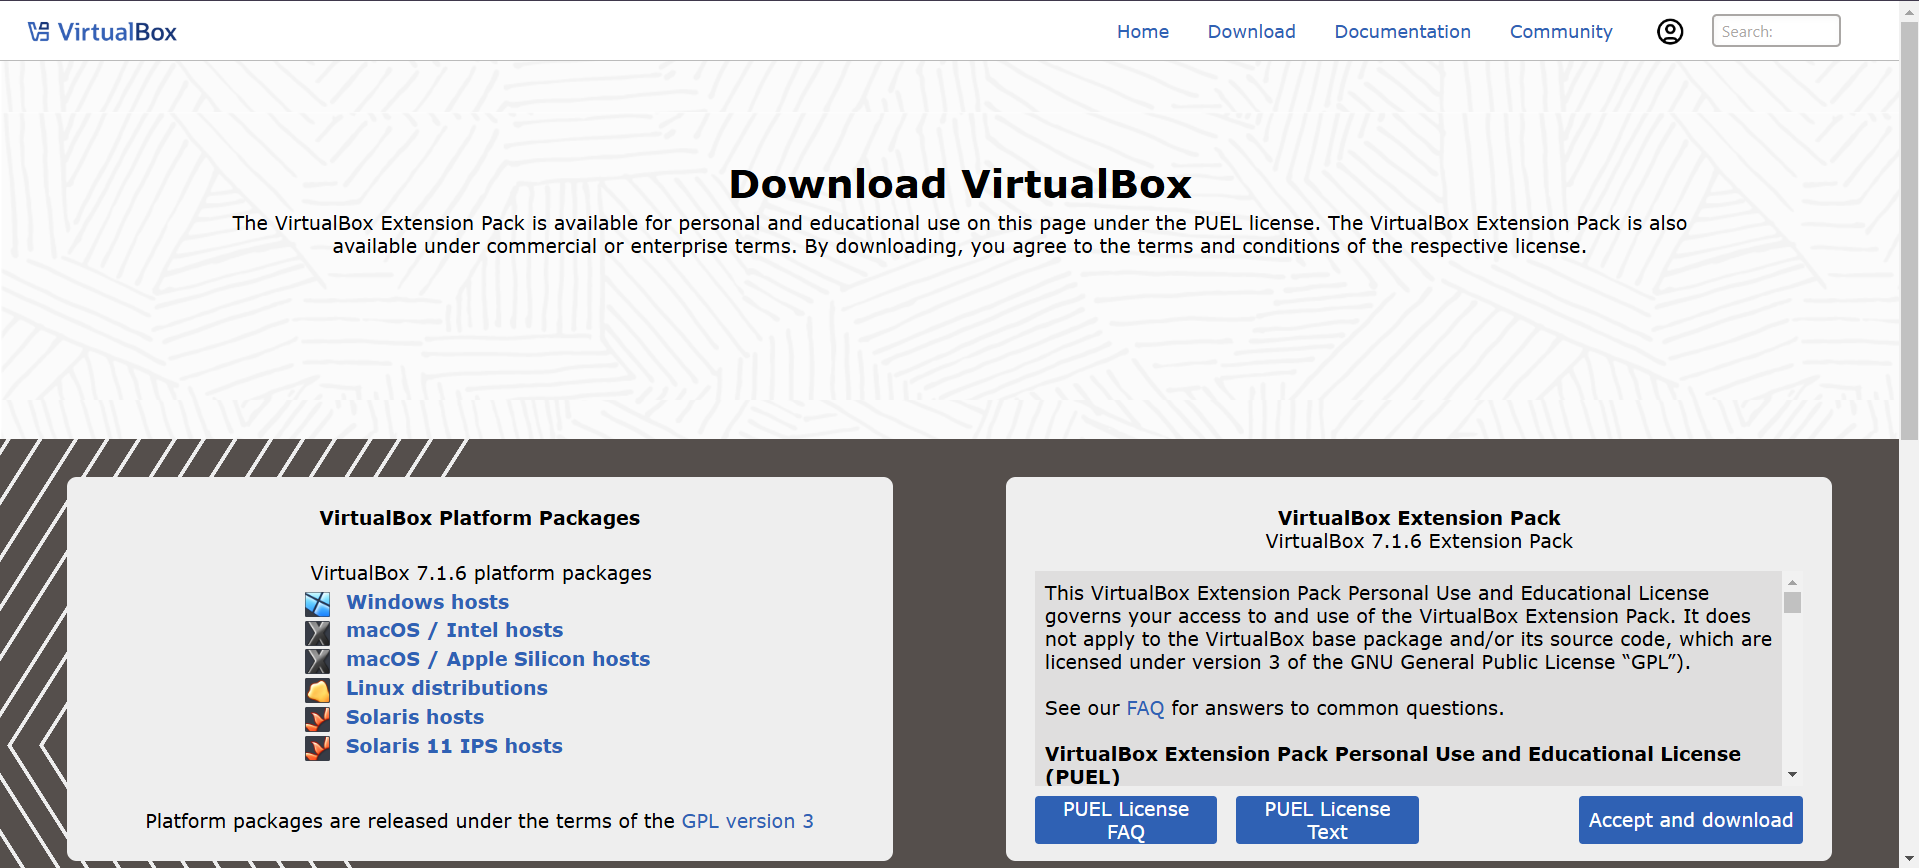 VirtualBox
Home
Download
Documentation
Community
Search:
Download VirtualBox
The VirtualBox Extension Pack is available for personal and educational use on this page under the PUEL license. The VirtualBox Extension Pack is also
available under commercial or enterprise terms. By downloading, you agree to the terms and conditions of the respective license.
VirtualBox Platform Packages
VirtualBox 7.1.6 platform packages
Windows hosts
macOS / Intel hosts
macOS / Apple Silicon hosts
Linux distributions
Solaris hosts
Solaris 11 IPS hosts
Platform packages are released under the terms of the GPL version 3
VirtualBox Extension Pack
VirtualBox 7.1.6 Extension Pack
This VirtualBox Extension Pack Personal Use and Educational License
governs your access to and use of the VirtualBox Extension Pack. It does
not apply to the VirtualBox base package and/or its source code, which are
licensed under version 3 of the GNU General Public License “GPL”).
See our FAQ for answers to common questions.
VirtualBox Extension Pack Personal Use and Educational License
(PUEL)
PUEL License
FAQ
PUEL License
Text
Accept and download